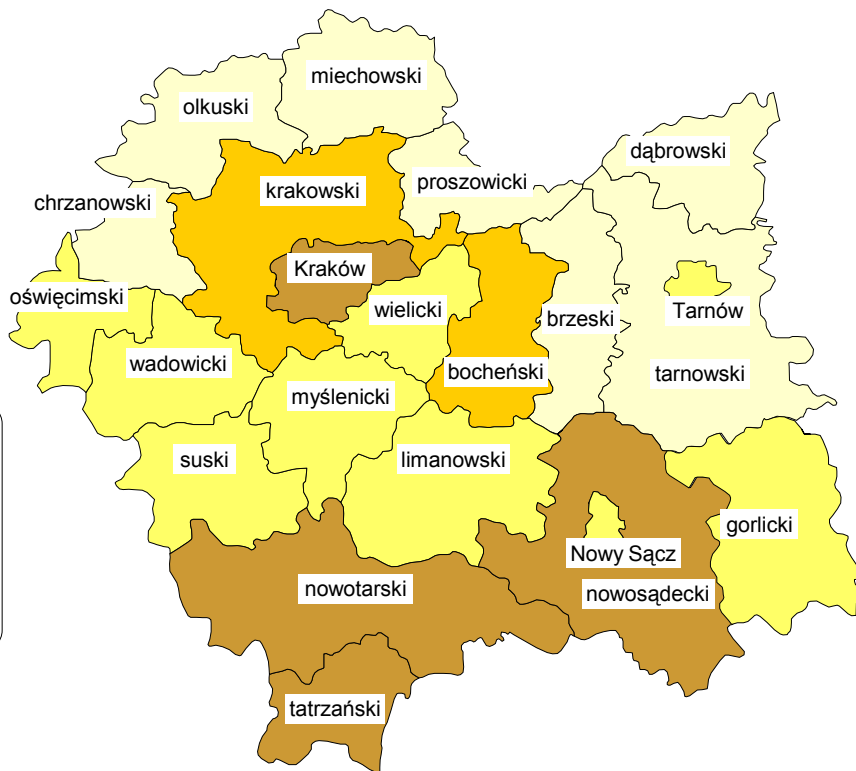 miechowski
olkuski
dąbrowski
proszowicki
krakowski
chrzanowski
Kraków
oświęcimski
wielicki
brzeski
Tarnów
wadowicki
bocheński
tarnowski
myślenicki
suski
limanowski
gorlicki
Nowy Sącz
nowotarski
nowosądecki
tatrzański